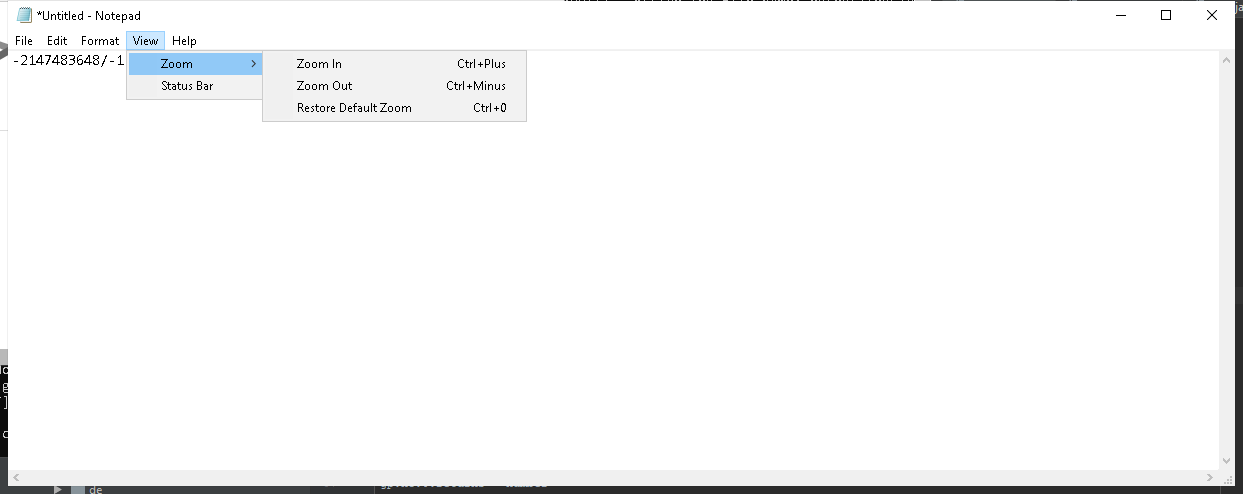 *Untitled - Notepad
File Edit Format View Help
-2147483648/-1
Zoom
Status Bar
Zoom In Ctrl+Plus
Zoom Out Ctrl+Minus
Restore Default Zoom Ctrl+0
de